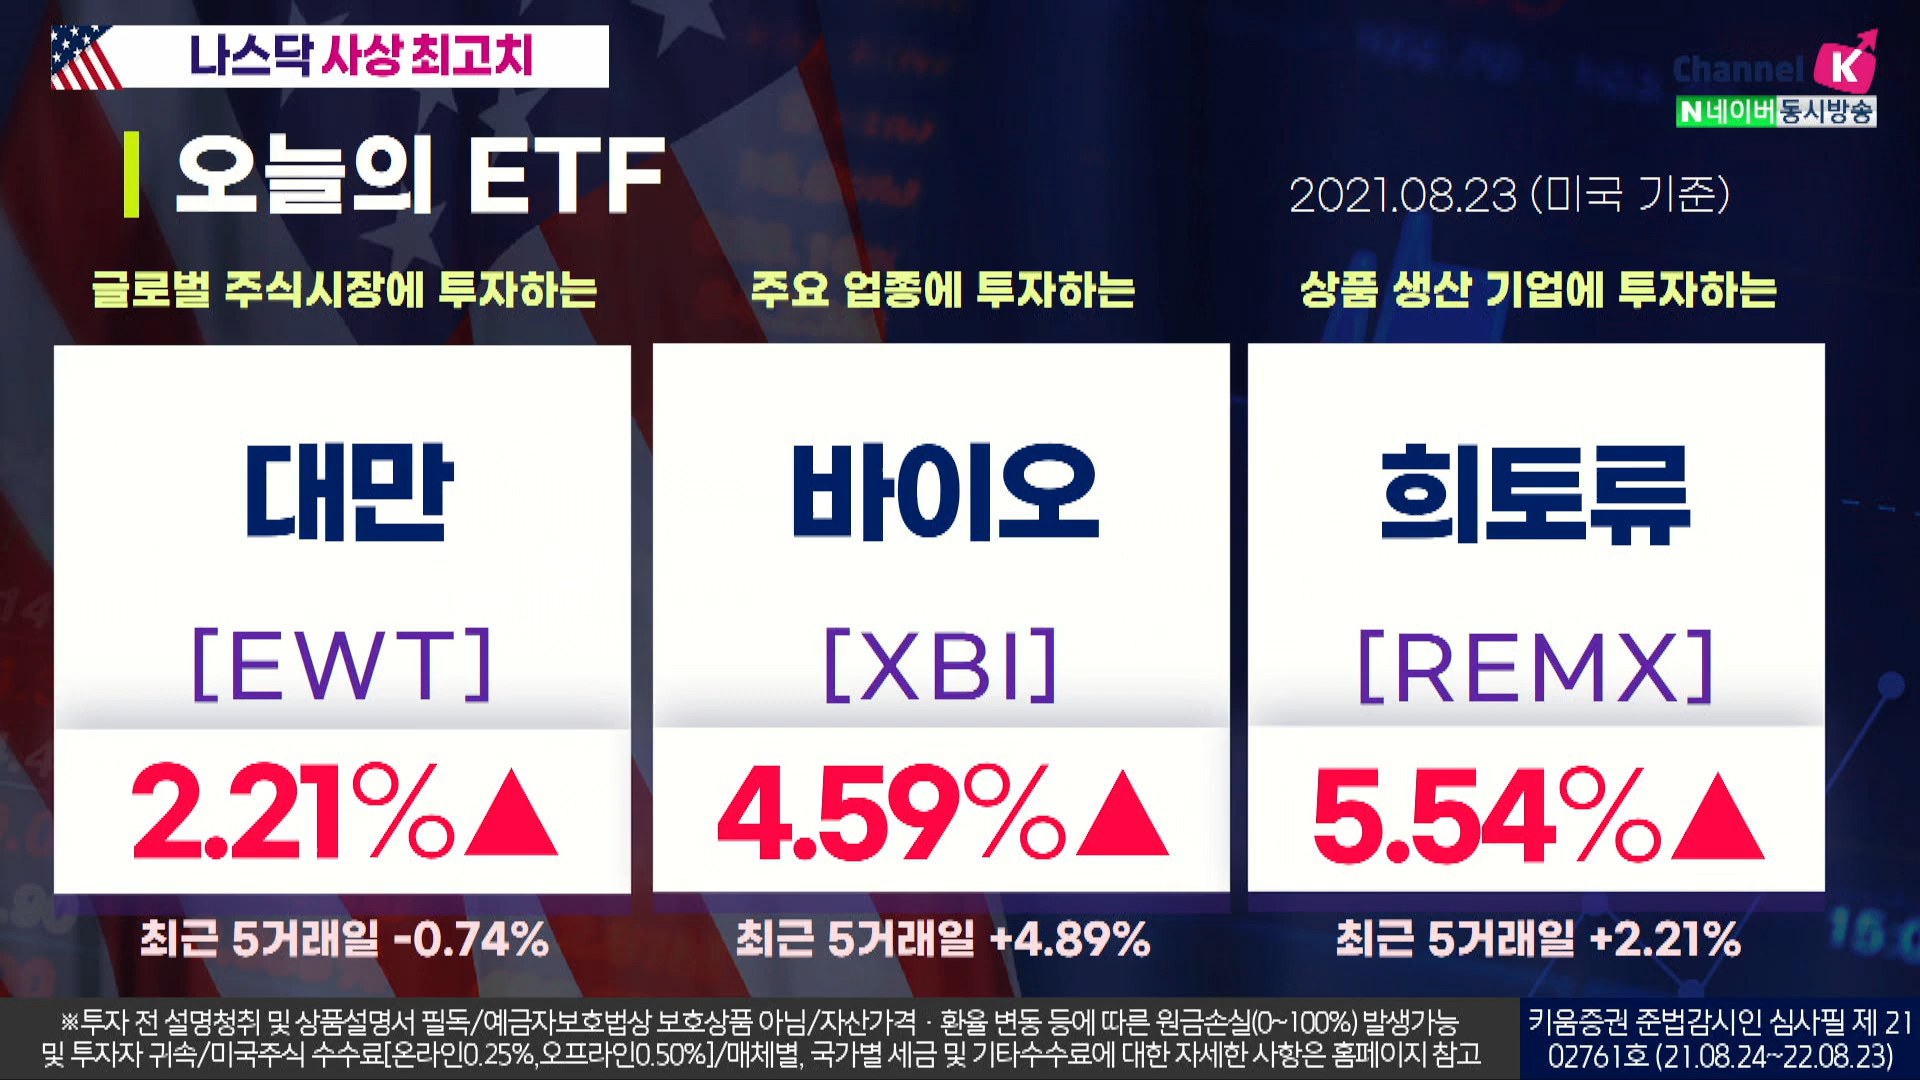 나스닥 사상 최고치
Channel K
N 네이버 동시방송
오늘의 ETF
2021.08.23 (미국 기준)
글로벌 주식시장에 투자하는
대만
[EWT]
2.21%▲
최근 5거래일 -0.74%
주요 업종에 투자하는
바이오
[XBI]
4.59%▲
최근 5거래일 +4.89%
상품 생산 기업에 투자하는
희토류
[REMX]
5.54%▲
최근 5거래일 +2.21%
※투자 전 설명청취 및 상품설명서 필독/예금자보호법상 보호상품 아님/자산가격 · 환율 변동 등에 따른 원금손실(0~100%) 발생가능
및 투자자 귀속/미국주식 수수료[온라인0.25%,오프라인0.50%]/매체별, 국가별 세금 및 기타수수료에 대한 자세한 사항은 홈페이지 참고
키움증권 준법감시인 심사필 제 21
02761호 (21.08.24~22.08.23)